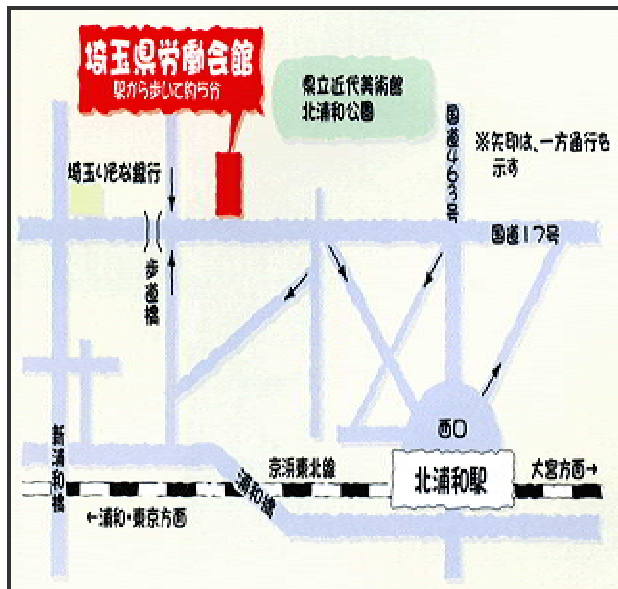 埼玉県労働会館
駅から歩いて約5分
県立近代美術館
北浦和公園
国道463号
※矢印は、一方通行を
示す
埼玉りそな銀行
国道17号
歩道橋
新浦和橋
西口
京浜東北線
北浦和駅
大宮方面→
浦和橋
←浦和・東京方面